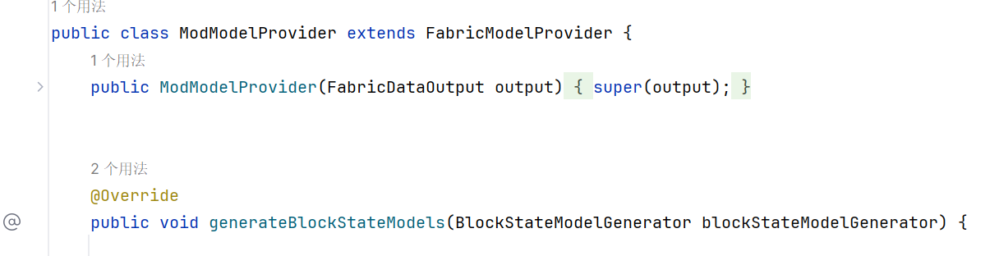 1 个用法
public class ModModelProvider extends FabricModelProvider {
1 个用法
public ModModelProvider(FabricDataOutput output) { super(output); }
2 个用法
@Override
public void generateBlockStateModels(BlockStateModelGenerator blockStateModelGenerator) {